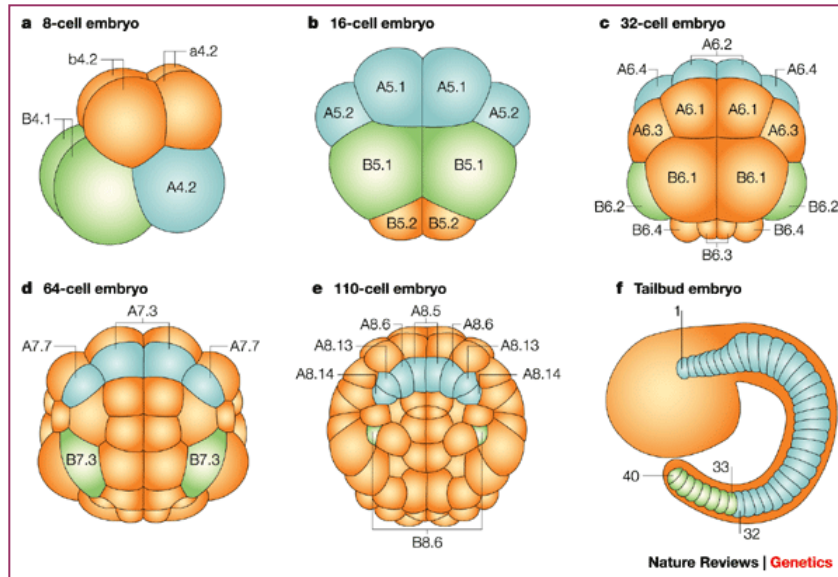 a 8-cell embryo
b4.2
a4.2
B4.1
A4.2
b 16-cell embryo
A5.1 A5.1
A5.2 A5.2
B5.1 B5.1
B5.2 B5.2
c 32-cell embryo
A6.2
A6.4 A6.4
A6.1 A6.1
A6.3 A6.3
B6.1 B6.1
B6.2 B6.2
B6.4 B6.4
B6.3
d 64-cell embryo
A7.3
A7.7 A7.7
B7.3 B7.3
e 110-cell embryo
A8.5
A8.6 A8.6
A8.13 A8.13
A8.14 A8.14
B8.6
f Tailbud embryo
1
33
40
32
Nature Reviews | Genetics